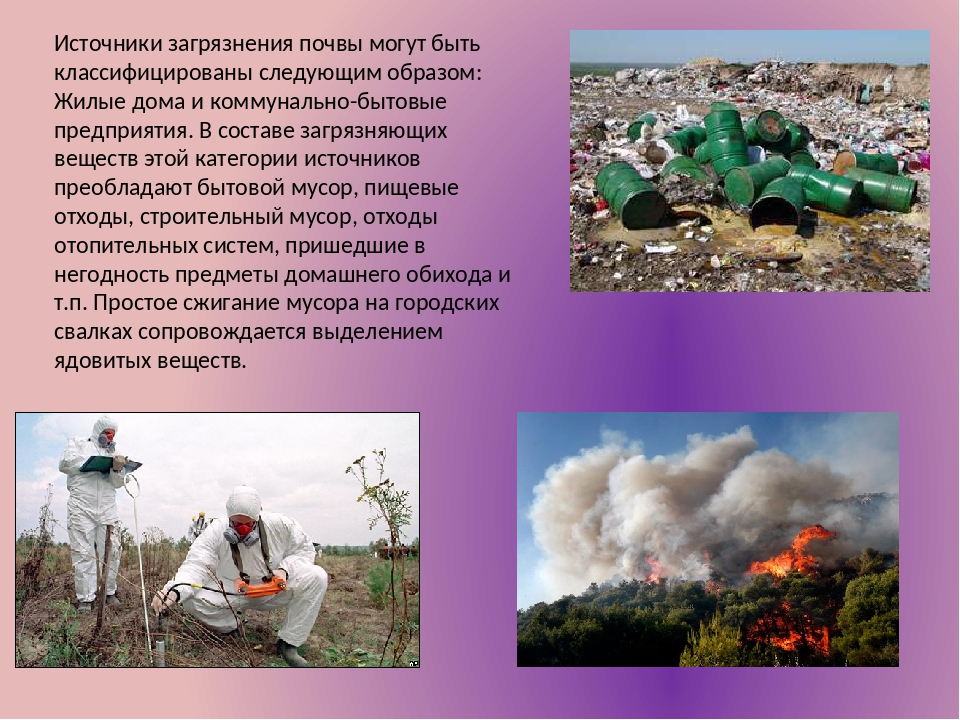 Источники загрязнения почвы могут быть
классифицированы следующим образом:
Жилые дома и коммунально-бытовые
предприятия. В составе загрязняющих
веществ этой категории источников
преобладают бытовой мусор, пищевые
отходы, строительный мусор, отходы
отопительных систем, пришедшие в
негодность предметы домашнего обихода и
т.п. Простое сжигание мусора на городских
свалках сопровождается выделением
ядовитых веществ.